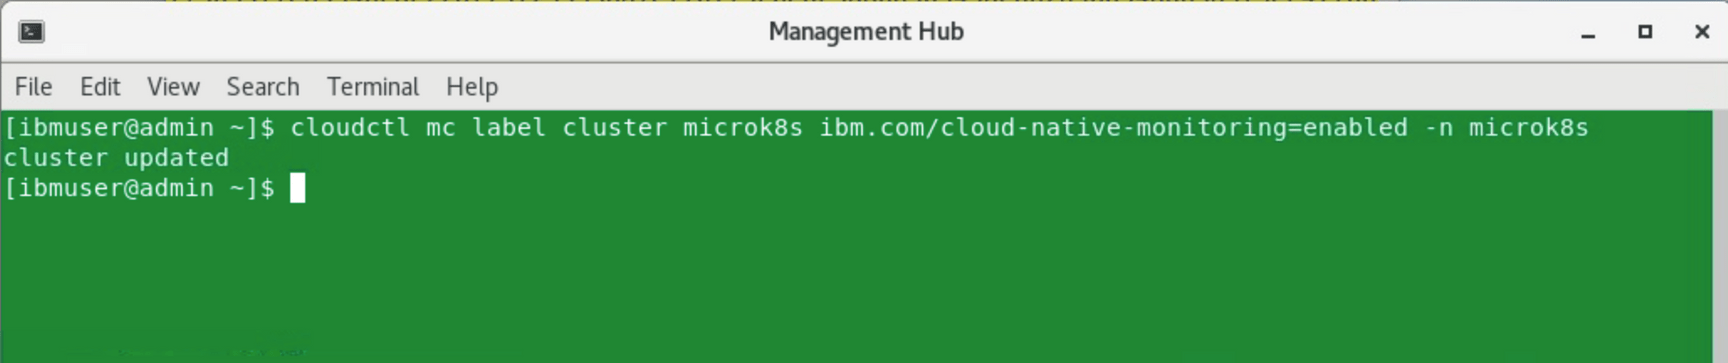 Management Hub
File Edit View Search Terminal Help
[ibmuser@admin ~]$ cloudctl mc label cluster microk8s ibm.com/cloud-native-monitoring=enabled -n microk8s
cluster updated
[ibmuser@admin ~]$